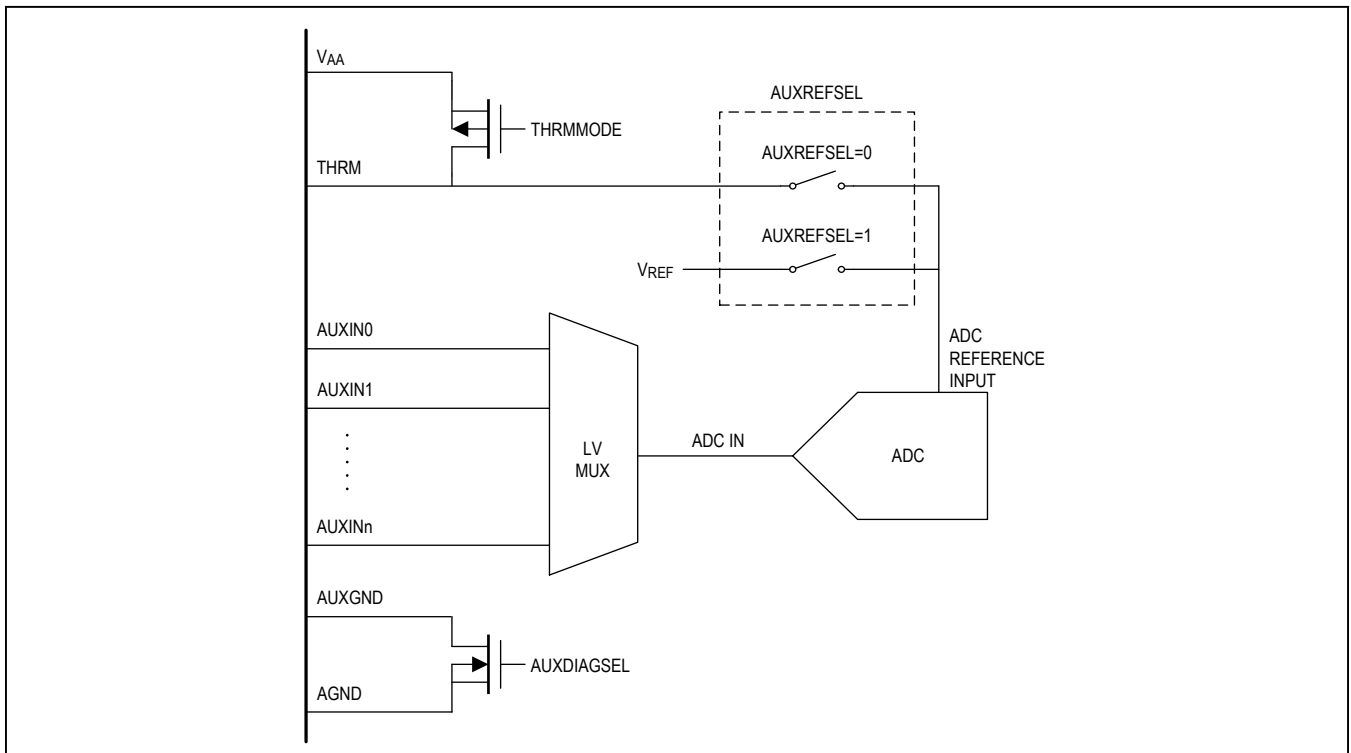 VAA
AUXREFSEL
THRMMODE
AUXREFSEL=0
THRM
AUXREFSEL=1
VREF
AUXIN0
ADC
REFERENCE
INPUT
AUXIN1
LV
MUX
ADC IN
ADC
AUXINn
AUXGND
AUXDIAGSEL
AGND